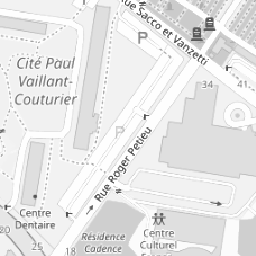 Rue Sacco et Vanzetti
P
Cité Paul
Vaillant-
Couturier
34
P
Rue Roger Petieu
Centre
Dentaire
20
25
18
Résidence
Cadence
Centre
Culturel